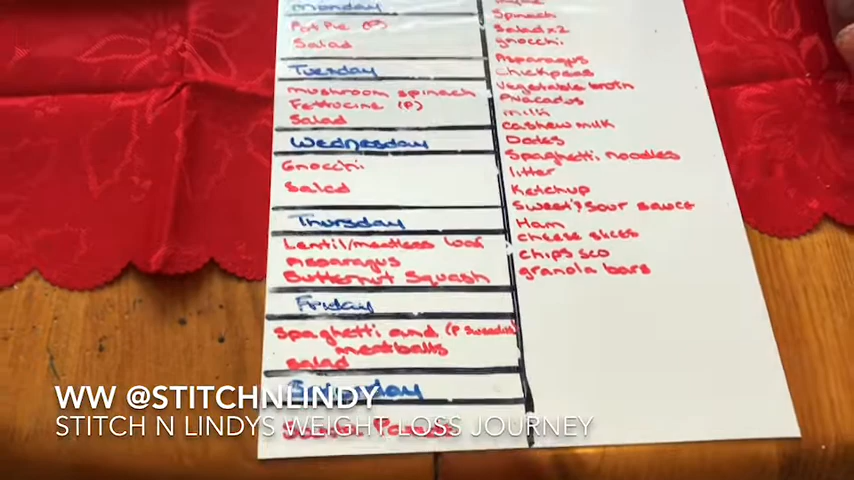 Monday
Pot Pie (P)
Salad
Tuesday
mushroom spinach
Fettucine (P)
Salad
Wednesday
Gnocchi
Salad
Thursday
Lentil/meatless loaf
Asparagus
Butternut Squash
Friday
Spaghetti and (P Swedish)
meatballs
salad
Saturday
Spinach
Salad x2
gnocchi
Asparagus
Chickpeas
Vegetable broth
Avacados
milk
cashew milk
Dates
Spaghetti noodles
litter
Ketchup
Sweet & Sour sauce
Ham
cheese slices
chips sco
granola bars
WW @STITCHNLINDY
STITCH N LINDYS WEIGHT LOSS JOURNEY